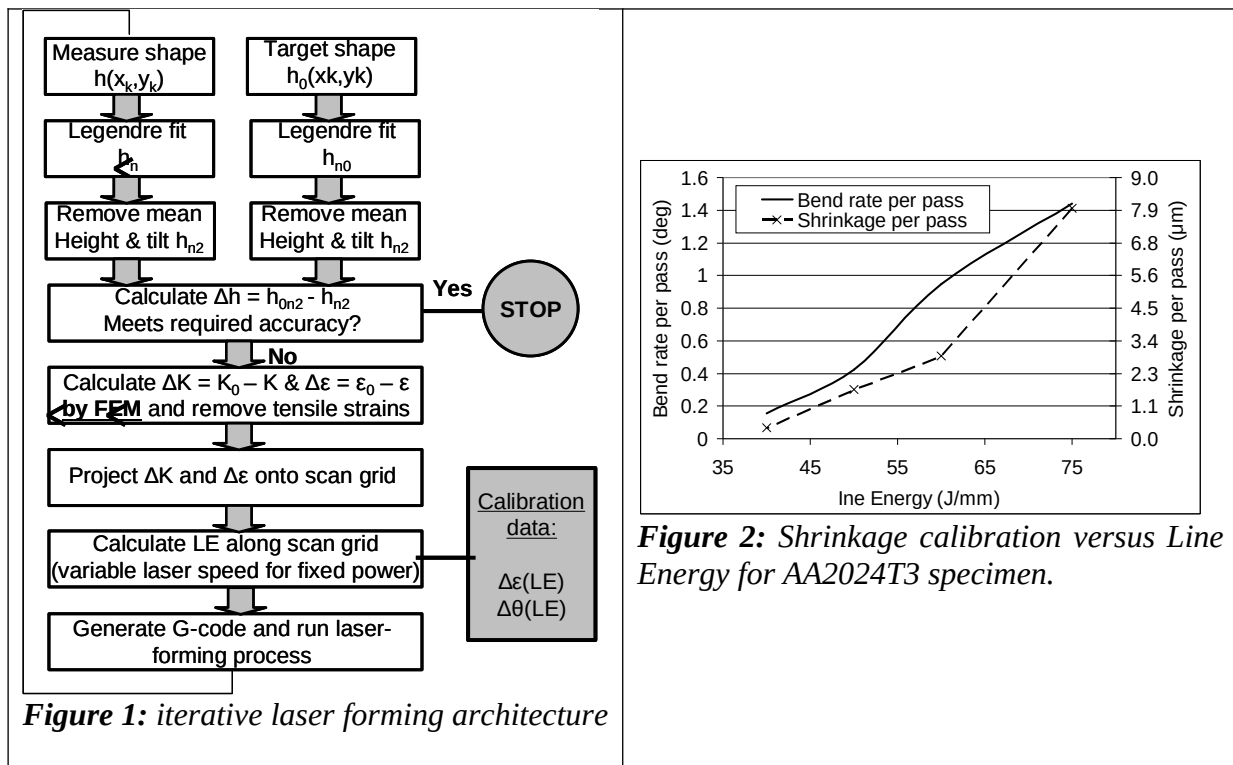 Measure shape
h(xk,yk)
Target shape
h0(xk,yk)
Legendre fit
hn
Legendre fit
hn0
Remove mean
Height & tilt hn2
Remove mean
Height & tilt hn2
Calculate Δh = h0n2 - hn2
Meets required accuracy?
Yes
STOP
No
Calculate ΔK = K0 – K & Δε = ε0 – ε
by FEM and remove tensile strains
Project ΔK and Δε onto scan grid
Calculate LE along scan grid
(variable laser speed for fixed power)
Calibration
data:
Δε(LE)
Δθ(LE)
Generate G-code and run laser-
forming process
Figure 1: iterative laser forming architecture
Bend rate per pass
Shrinkage per pass
Bend rate per pass (deg)
1.6
1.4
1.2
1
0.8
0.6
0.4
0.2
0
Shrinkage per pass (μm)
9.0
7.9
6.8
5.6
4.5
3.4
2.3
1.1
0.0
35 45 55 65 75
lne Energy (J/mm)
Figure 2: Shrinkage calibration versus Line
Energy for AA2024T3 specimen.